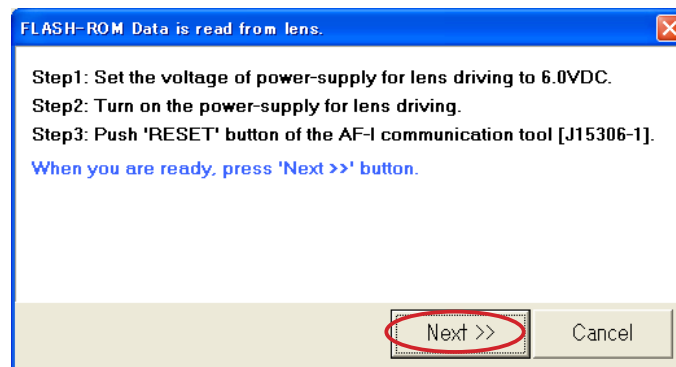 FLASH-ROM Data is read from lens.
Step1: Set the voltage of power-supply for lens driving to 6.0VDC.
Step2: Turn on the power-supply for lens driving.
Step3: Push 'RESET' button of the AF-I communication tool [J15306-1].
When you are ready, press 'Next >>' button.
Next >> Cancel